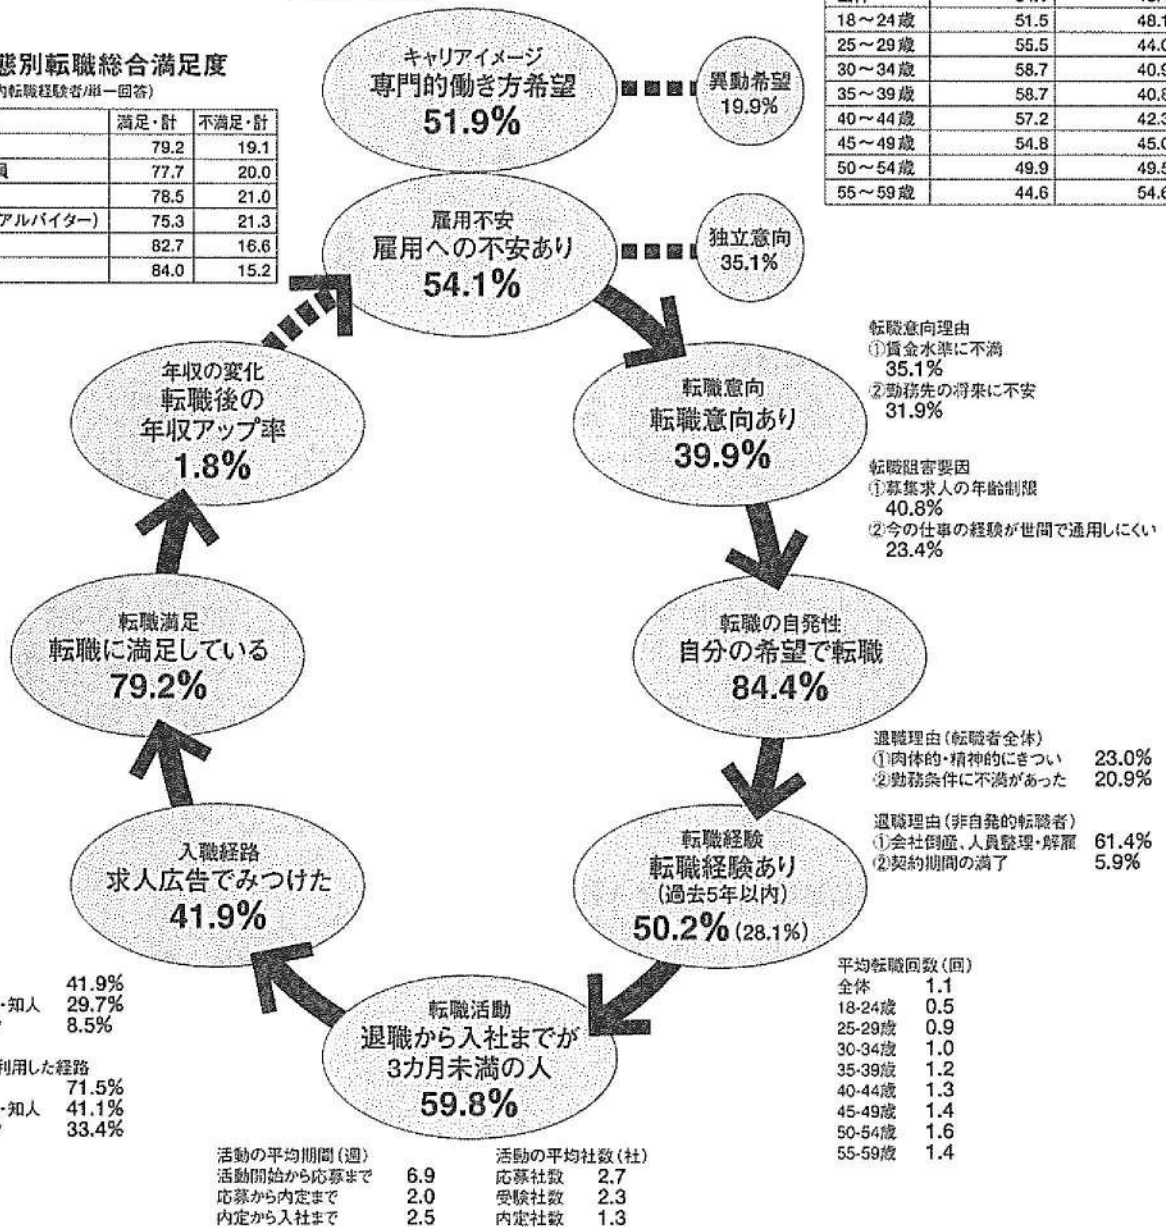 態別転職総合満足度
内転職経験者/単一回答)
満足・計 不満足・計
79.2 19.1
員 77.7 20.0
78.5 21.0
アルバイター) 75.3 21.3
82.7 16.6
84.0 15.2
キャリアイメージ
専門的働き方希望
51.9%
異動希望
19.9%
18〜24歳 51.5 48.1
25〜29歳 55.5 44.0
30〜34歳 58.7 40.9
35〜39歳 58.7 40.8
40〜44歳 57.2 42.3
45〜49歳 54.8 45.0
50〜54歳 49.9 49.5
55〜59歳 44.6 54.6
雇用不安
雇用への不安あり
54.1%
独立意向
35.1%
転職意向
転職意向あり
39.9%
転職意向理由
①賃金水準に不満
35.1%
②勤務先の将来に不安
31.9%
転職阻害要因
①募集求人の年齢制限
40.8%
②今の仕事の経験が世間で通用しにくい
23.4%
転職の自発性
自分の希望で転職
84.4%
退職理由(転職者全体)
①肉体的・精神的にきつい 23.0%
②勤務条件に不満があった 20.9%
退職理由(非自発的転職者)
①会社倒産、人員整理・解雇 61.4%
②契約期間の満了 5.9%
転職経験
転職経験あり
(過去5年以内)
50.2%(28.1%)
平均転職回数(回)
全体 1.1
18-24歳 0.5
25-29歳 0.9
30-34歳 1.0
35-39歳 1.2
40-44歳 1.3
45-49歳 1.4
50-54歳 1.6
55-59歳 1.4
転職活動
退職から入社までが
3カ月未満の人
59.8%
活動の平均期間(週)
活動開始から応募まで 6.9
応募から内定まで 2.0
内定から入社まで 2.5
活動の平均社数(社)
応募社数 2.7
受験社数 2.3
内定社数 1.3
入職経路
求人広告でみつけた
41.9%
41.9%
・知人 29.7%
8.5%
利用した経路
71.5%
・知人 41.1%
33.4%
転職満足
転職に満足している
79.2%
年収の変化
転職後の
年収アップ率
1.8%